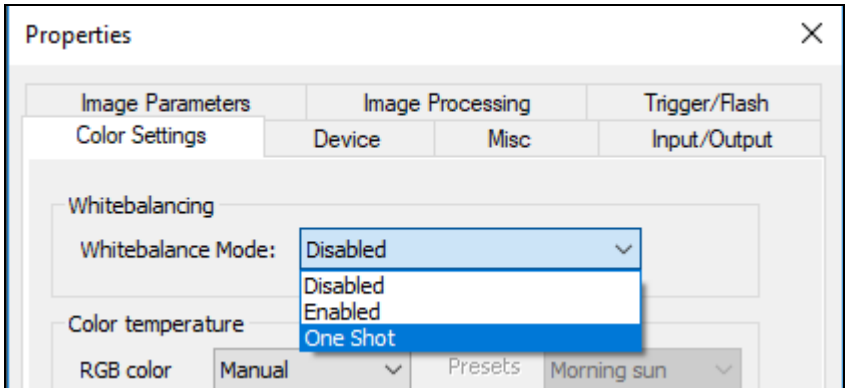 Properties
Image Parameters Image Processing Trigger/Flash
Color Settings Device Misc Input/Output
Whitebalancing
Whitebalance Mode: Disabled
Disabled
Enabled
Color temperature
One Shot
RGB color Manual Presets Morning sun